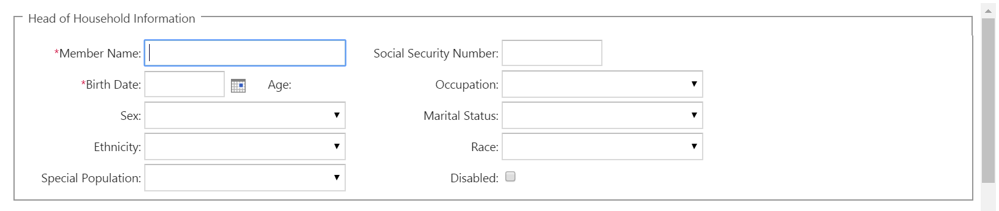 Head of Household Information
*Member Name: Social Security Number:
*Birth Date: Age: Occupation:
Sex: Marital Status:
Ethnicity: Race:
Special Population: Disabled: